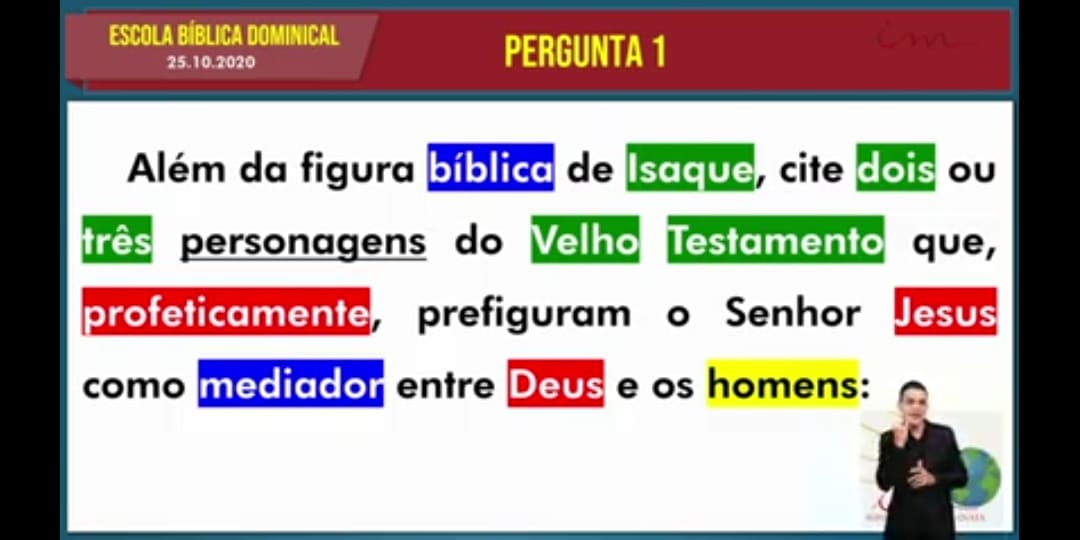 ESCOLA BÍBLICA DOMINICAL
25.10.2020
PERGUNTA 1
Além da figura bíblica de Isaque, cite dois ou
três personagens do Velho Testamento que,
profeticamente, prefiguram o Senhor Jesus
como mediador entre Deus e os homens: